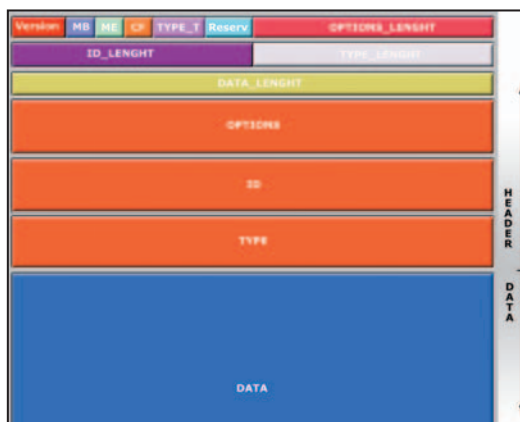 Version MB ME CF TYPE_T Reserv OPTIONS_LENGHT
ID_LENGHT TYPE_LENGHT
DATA_LENGHT
OPTIONS
ID
TYPE
HEADER
DATA
DATA